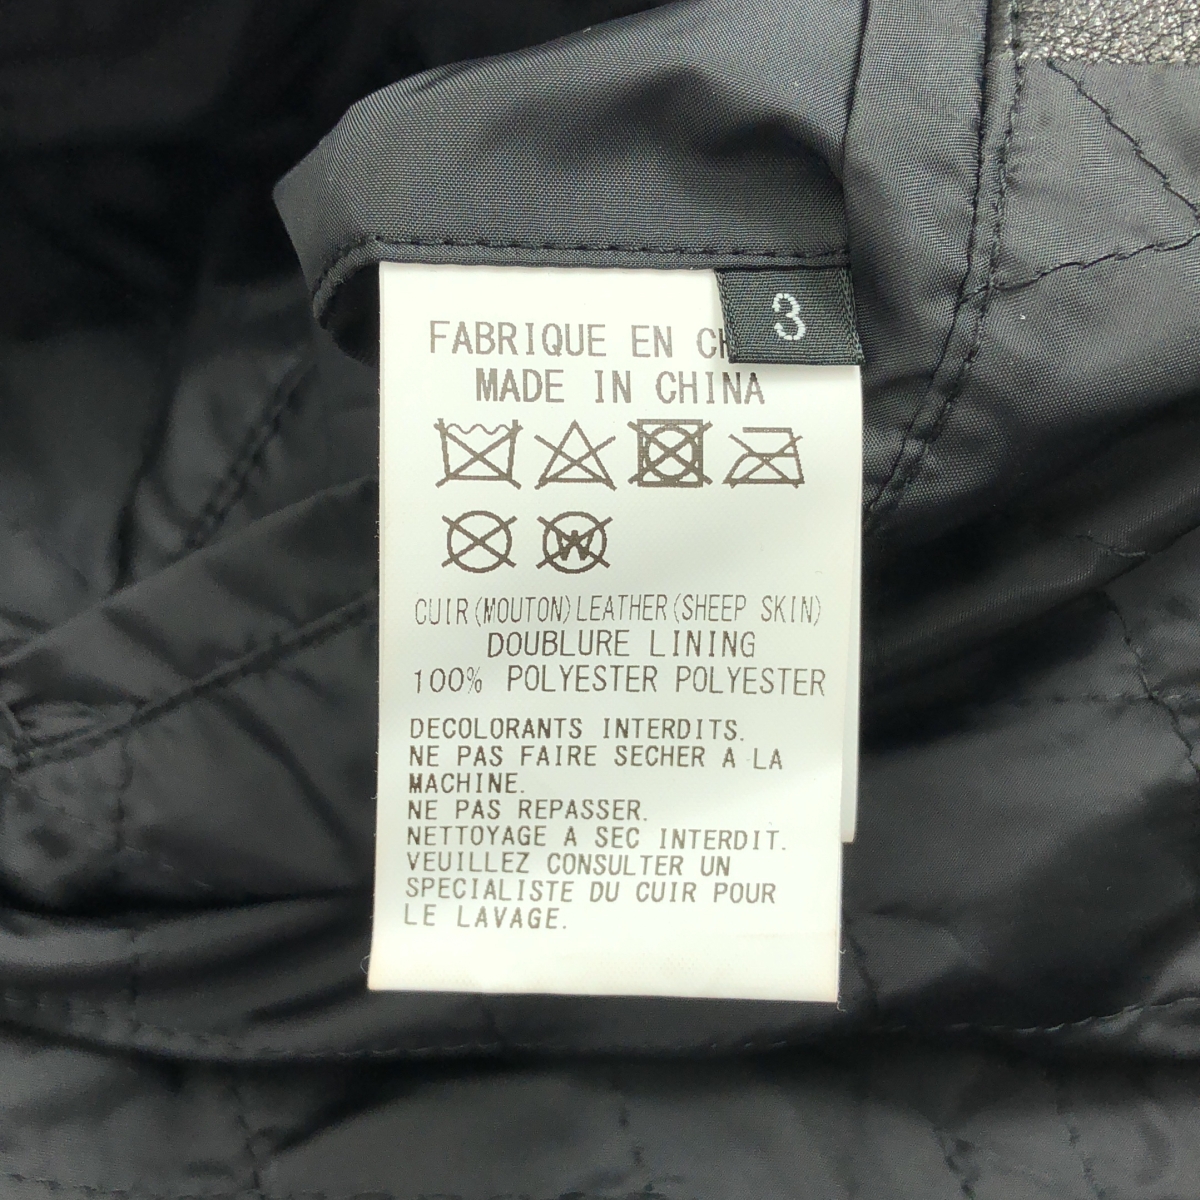 3
FABRIQUE EN
MADE IN CHINA
W
CUIR(MOUTON)LEATHER(SHEEP SKIN)
DOUBLURE LINING
100% POLYESTER POLYESTER
DECOLORANTS INTERDITS.
NE PAS FAIRE SECHER A LA
MACHINE.
NE PAS REPASSER.
NETTOYAGE A SEC INTERDIT.
VEUILLEZ CONSULTER UN
SPECIALISTE DU CUIR POUR
LE LAVAGE.